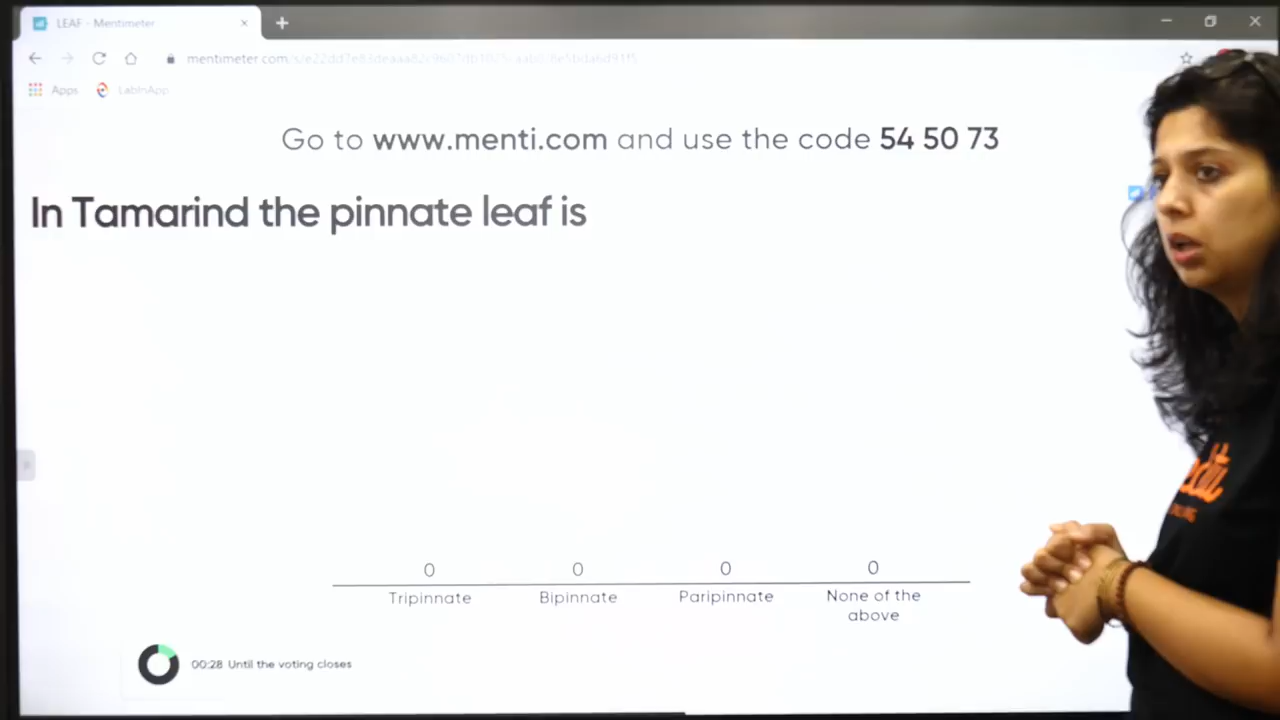 LEAF - Mentimeter
mentimeter.com
Apps
LabInApp
Go to www.menti.com and use the code 54 50 73
In Tamarind the pinnate leaf is
0 0 0 0
Tripinnate Bipinnate Paripinnate None of the
above
00:28 Until the voting closes